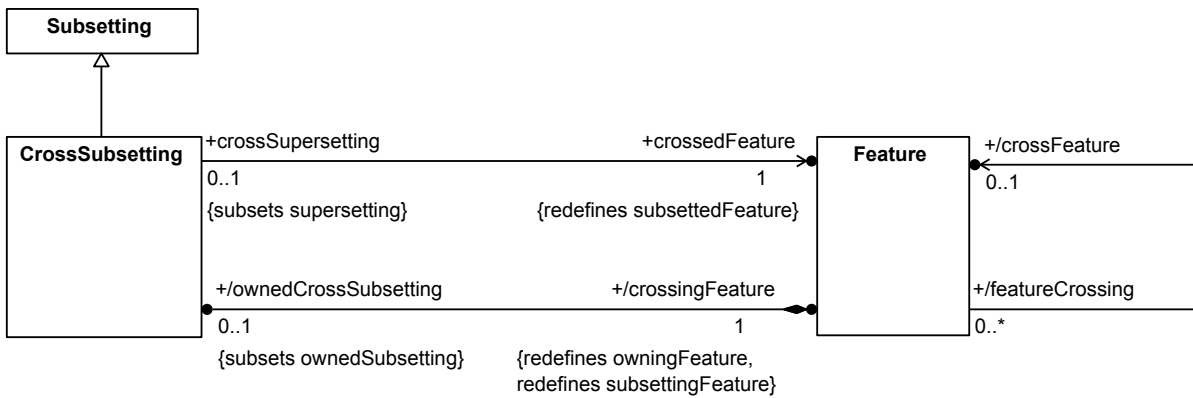 Subsetting
CrossSubsetting
+crossSupersetting
+crossedFeature
Feature
+/crossFeature
0..1
1
0..1
{subsets supersetting}
{redefines subsettedFeature}
+/ownedCrossSubsetting
+/crossingFeature
+/featureCrossing
0..1
1
0..*
{subsets ownedSubsetting}
{redefines owningFeature,
redefines subsettingFeature}